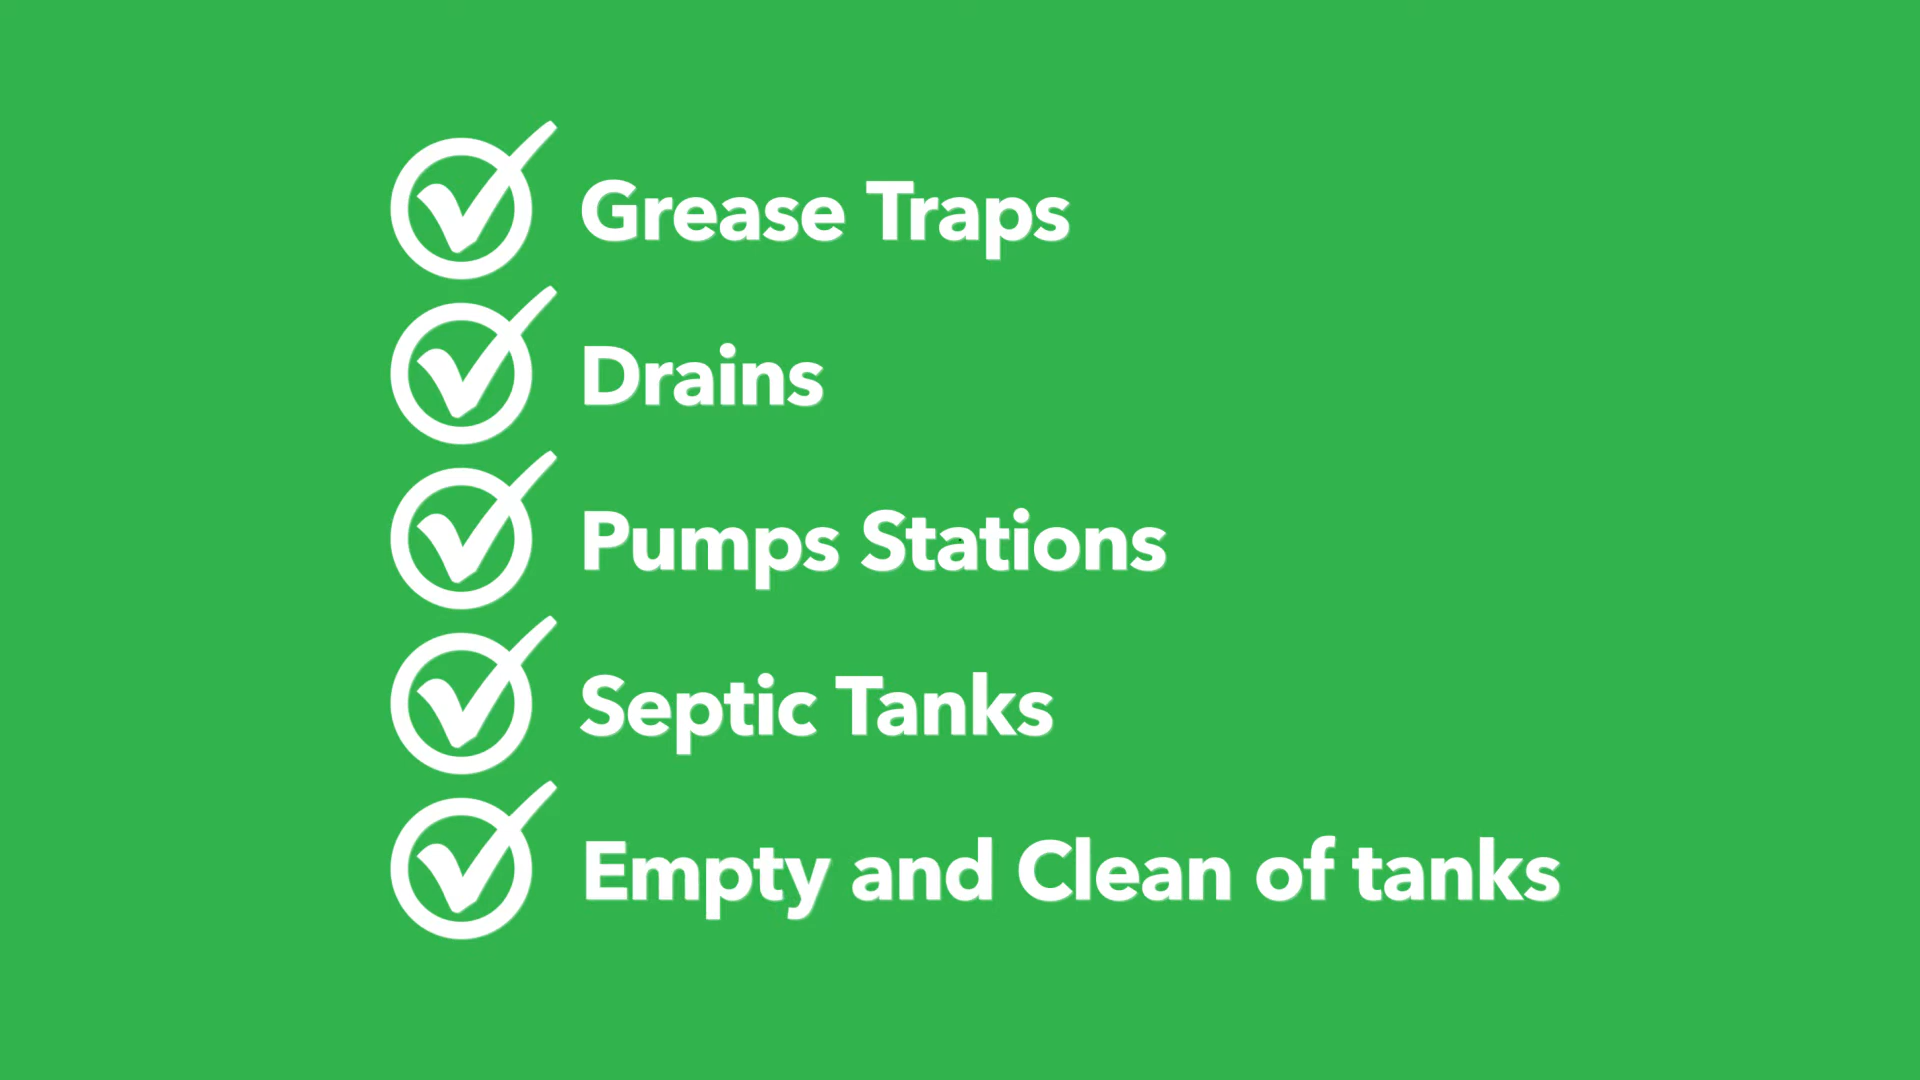 Grease Traps
Drains
Pumps Stations
Septic Tanks
Empty and Clean of tanks